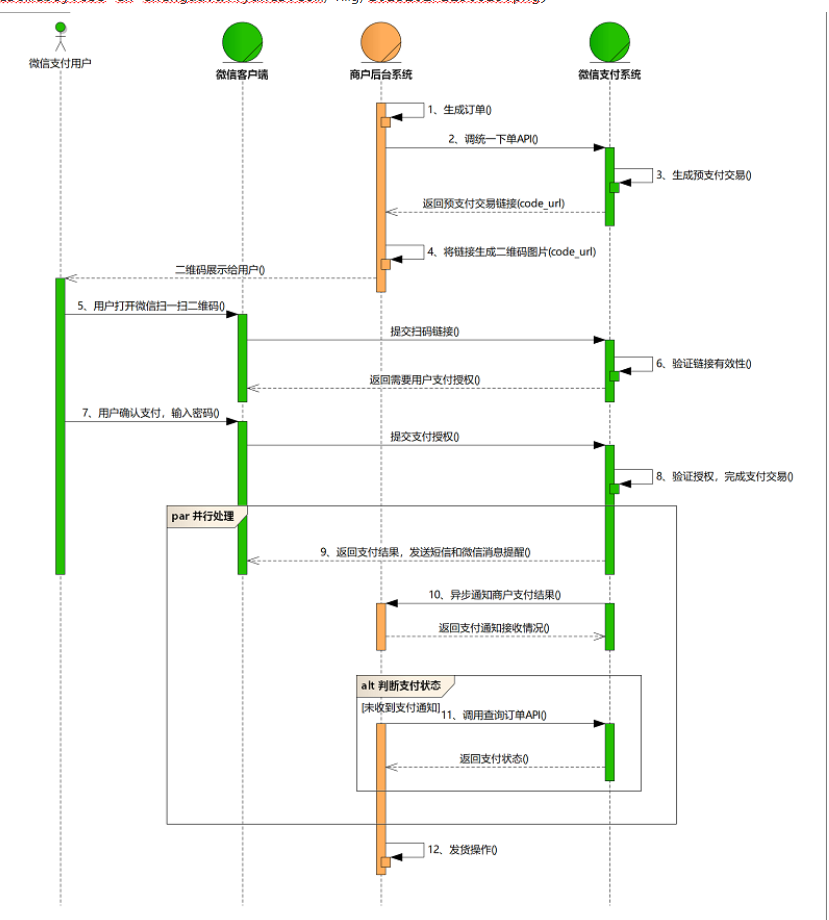 微信支付用户
微信客户端
商户后台系统
微信支付系统
1、生成订单()
2、调统一下单API()
3、生成预支付交易()
返回预支付交易链接(code_url)
4、将链接生成二维码图片(code_url)
二维码展示给用户()
5、用户打开微信扫一扫二维码()
提交扫码链接()
6、验证链接有效性()
返回需要用户支付授权()
7、用户确认支付，输入密码()
提交支付授权()
8、验证授权，完成支付交易()
par 并行处理
9、返回支付结果，发送短信和微信消息提醒()
10、异步通知商户支付结果()
返回支付通知接收情况()
alt 判断支付状态
[未收到支付通知]
11、调用查询订单API()
返回支付状态()
12、发货操作()